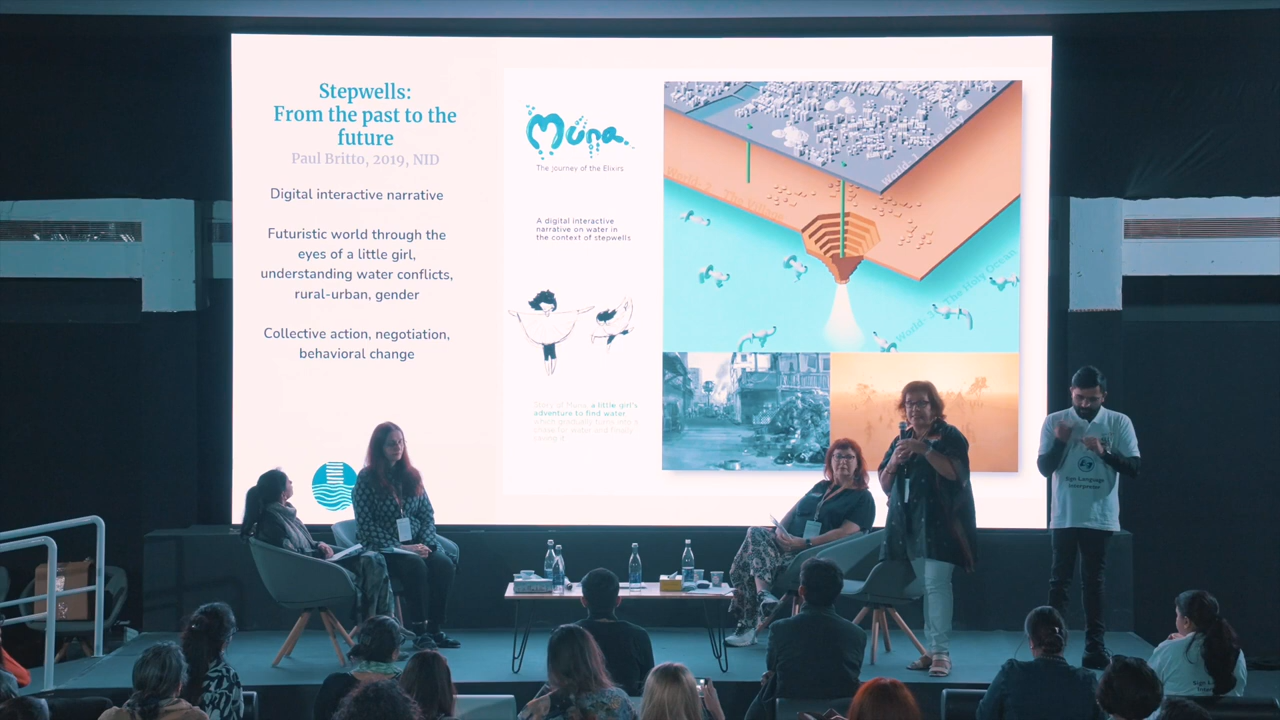 Stepwells:
From the past to the
future
Paul Britto, 2019, NID
Digital interactive narrative
Futuristic world through the
eyes of a little girl,
understanding water conflicts,
rural-urban, gender
Collective action, negotiation,
behavioral change
Muna
The journey of the Elixirs
A digital interactive
narrative on water in
the context of stepwells
Story of Muna, a little girl's
adventure to find water
World: 3 The Holy Ocean
Sign Language
Interpreter